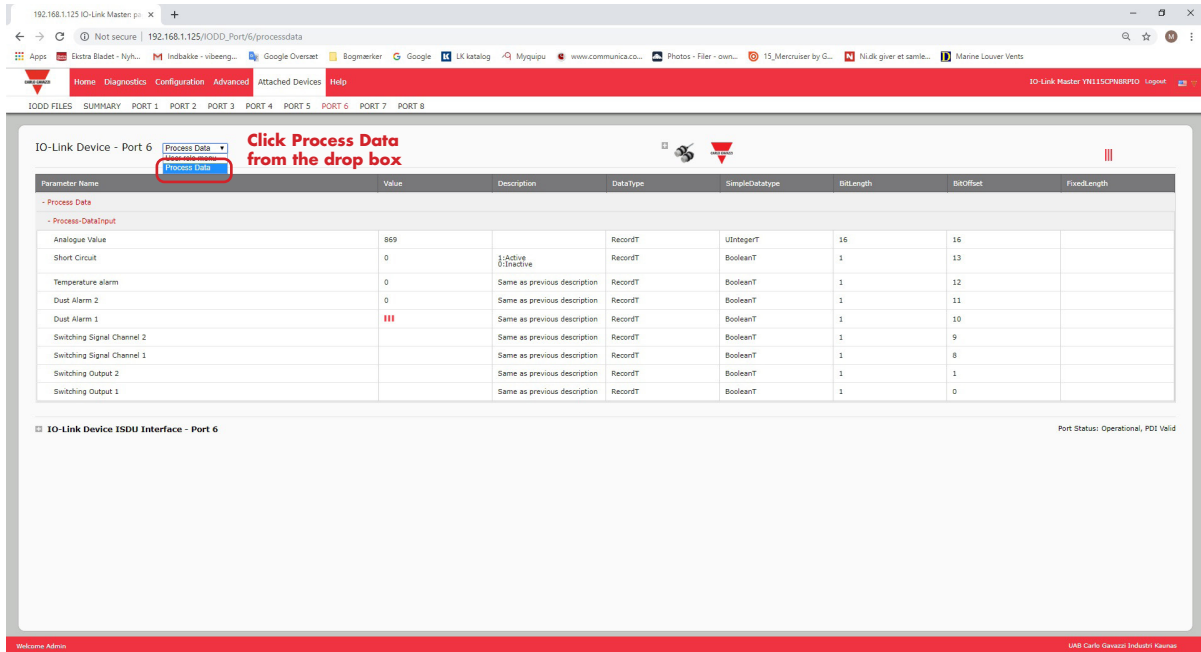 192.168.1.125 IO-Link Master: pa
Not secure | 192.168.1.125/IODD_Port/6/processdata
Apps Ekstra Bladet - Nyh... Indbakke - vibeeng... Google Oversæt Bogmærker Google LK katalog Myquipu www.communica.co... Photos - Filer - own... 15_Mercruiser by G... Ni.dk giver et samle... Marine Louver Vents
CARLO GAVAZZI Home Diagnostics Configuration Advanced Attached Devices Help IO-Link Master YN115CPN8RPIO Logout
IODD FILES SUMMARY PORT 1 PORT 2 PORT 3 PORT 4 PORT 5 PORT 6 PORT 7 PORT 8
IO-Link Device - Port 6 Process Data
User role menu
Process Data
Click Process Data
from the drop box
CARLO GAVAZZI
Parameter Name Value Description DataType SimpleDatatype BitLength BitOffset FixedLength
- Process Data
- Process-DataInput
Analogue Value 869 RecordT UIntegerT 16 16
Short Circuit 0 1:Active RecordT BooleanT 1 13
0:Inactive
Temperature alarm 0 Same as previous description RecordT BooleanT 1 12
Dust Alarm 2 0 Same as previous description RecordT BooleanT 1 11
Dust Alarm 1 Same as previous description RecordT BooleanT 1 10
Switching Signal Channel 2 Same as previous description RecordT BooleanT 1 9
Switching Signal Channel 1 Same as previous description RecordT BooleanT 1 8
Switching Output 2 Same as previous description RecordT BooleanT 1 1
Switching Output 1 Same as previous description RecordT BooleanT 1 0
IO-Link Device ISDU Interface - Port 6 Port Status: Operational, PDI Valid
Welcome Admin UAB Carlo Gavazzi Industri Kaunas